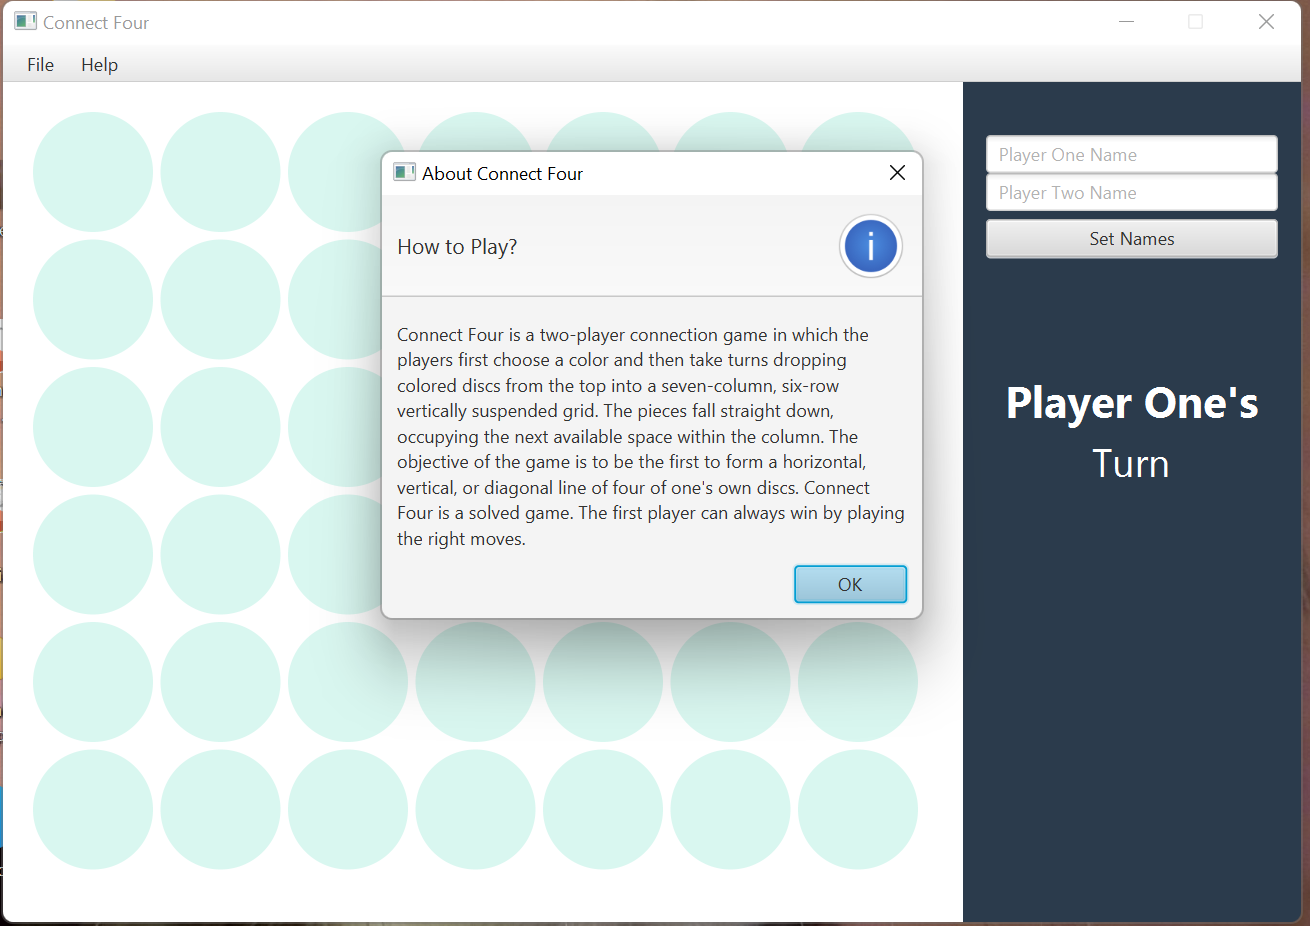 Connect Four
File Help
About Connect Four
How to Play?
i
Connect Four is a two-player connection game in which the
players first choose a color and then take turns dropping
colored discs from the top into a seven-column, six-row
vertically suspended grid. The pieces fall straight down,
occupying the next available space within the column. The
objective of the game is to be the first to form a horizontal,
vertical, or diagonal line of four of one's own discs. Connect
Four is a solved game. The first player can always win by playing
the right moves.
OK
Player One Name
Player Two Name
Set Names
Player One's
Turn